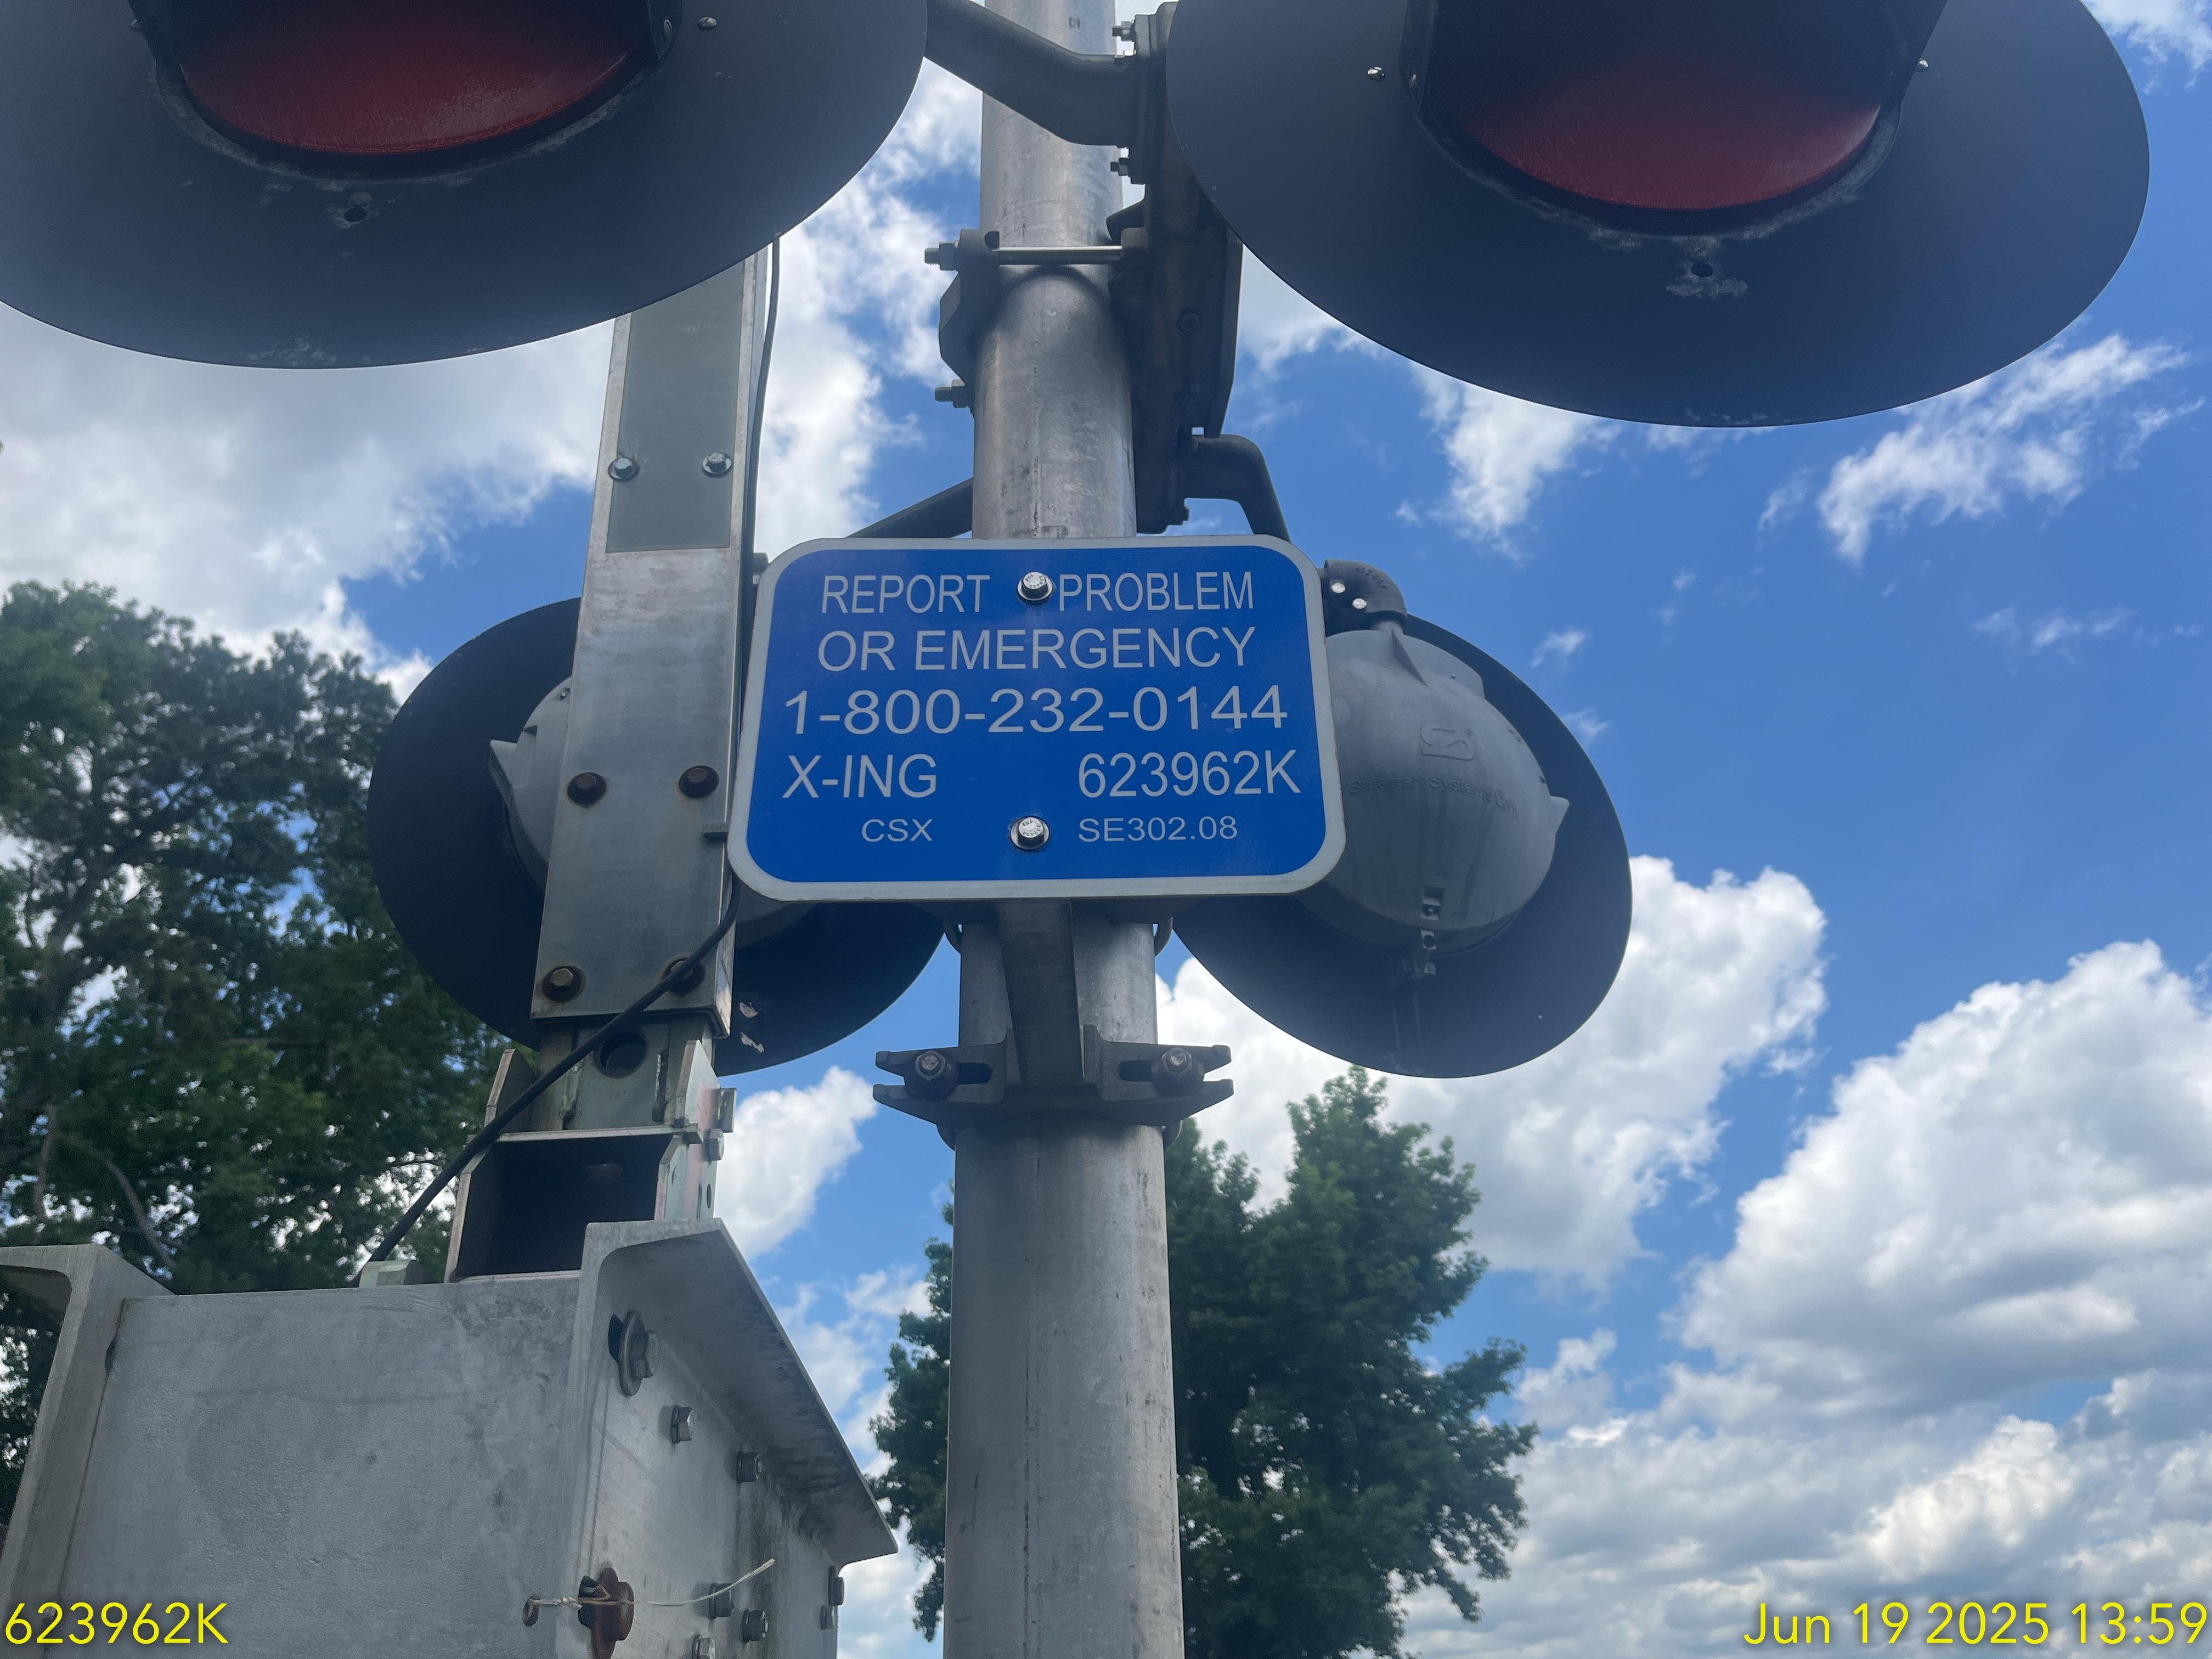 REPORT PROBLEM
OR EMERGENCY
1-800-232-0144
X-ING 623962K
CSX SE302.08
623962K
Jun 19 2025 13:59